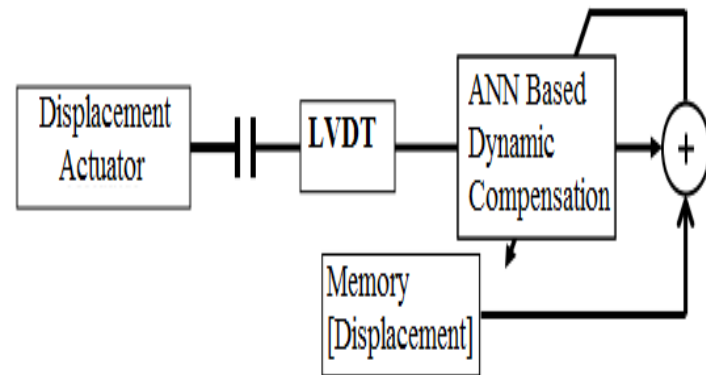 Displacement
Actuator
LVDT
ANN Based
Dynamic
Compensation
+
Memory
[Displacement]